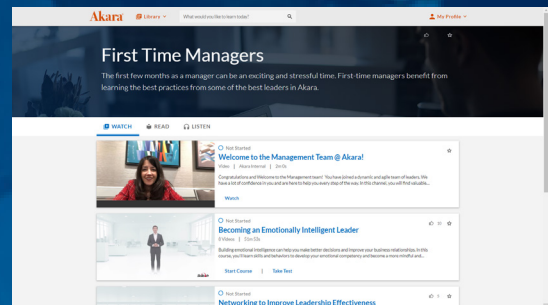 Akara
Library
What would you like to learn today?
My Profile
First Time Managers
The first few months as a manager can be an exciting and stressful time. First-time managers benefit from
learning the best practices from some of the best leaders in Akara.
WATCH
READ
LISTEN
Not Started
Welcome to the Management Team @ Akara!
Video | Akara Internal | 2m 0s
Congratulations and Welcome to the Management team! You have joined a dynamic and agile team of leaders. We
have a lot of confidence in you and are here to help you every step of the way. In this channel, you will find valuable...
Watch
Not Started
Becoming an Emotionally Intelligent Leader
Videos | 51m 53s
Building emotional intelligence can help you make better decisions and improve your business relationships. In this
course, you'll learn skills and behaviors to develop your emotional competency and become a more mindful and...
Start Course | Take Test
Not Started
5
Networking to Improve Leadership Effectiveness